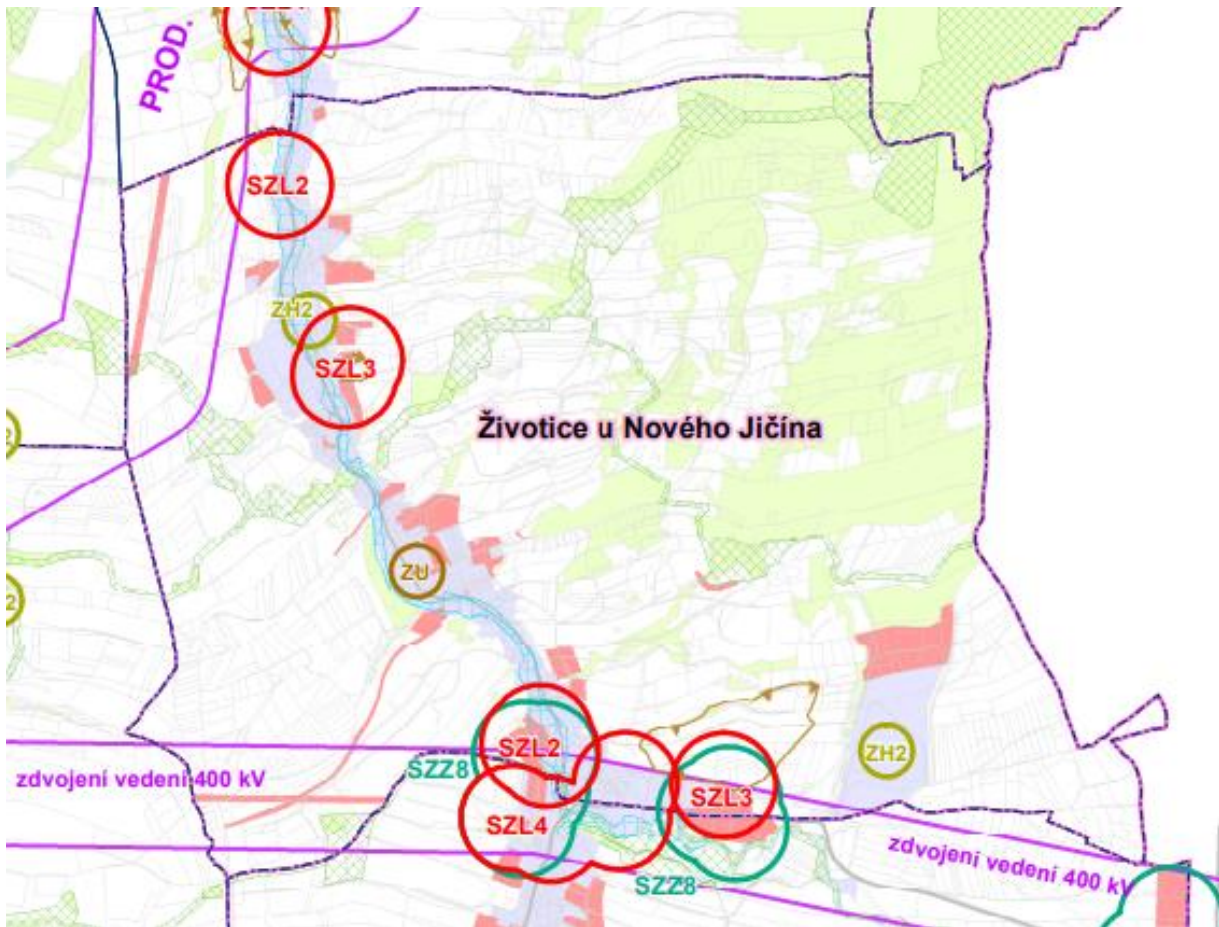 PROD.
SZL2
ZH2
SZL3
Životice u Nového Jičína
ZU
SZL2
SZZ8
zdvojení vedení 400 kV
ZH2
SZL3
SZL4
zdvojení vedení 400 kV
SZZ8